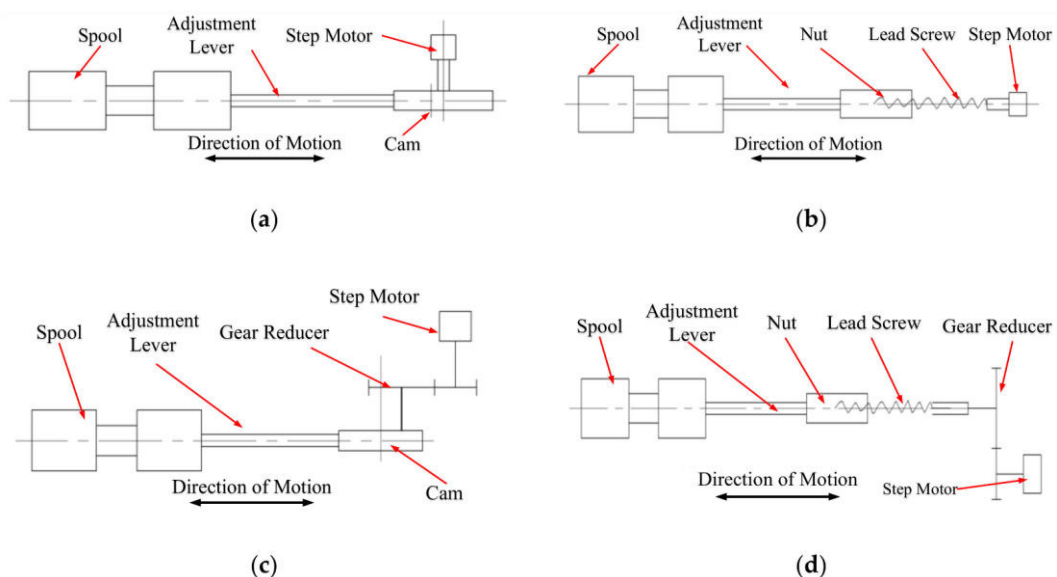 Spool
Adjustment
Lever
Step Motor
Cam
Direction of Motion
(a)
Spool
Adjustment
Lever
Nut
Lead Screw
Step Motor
Direction of Motion
(b)
Spool
Adjustment
Lever
Gear Reducer
Step Motor
Cam
Direction of Motion
(c)
Spool
Adjustment
Lever
Nut
Lead Screw
Gear Reducer
Step Motor
Direction of Motion
(d)